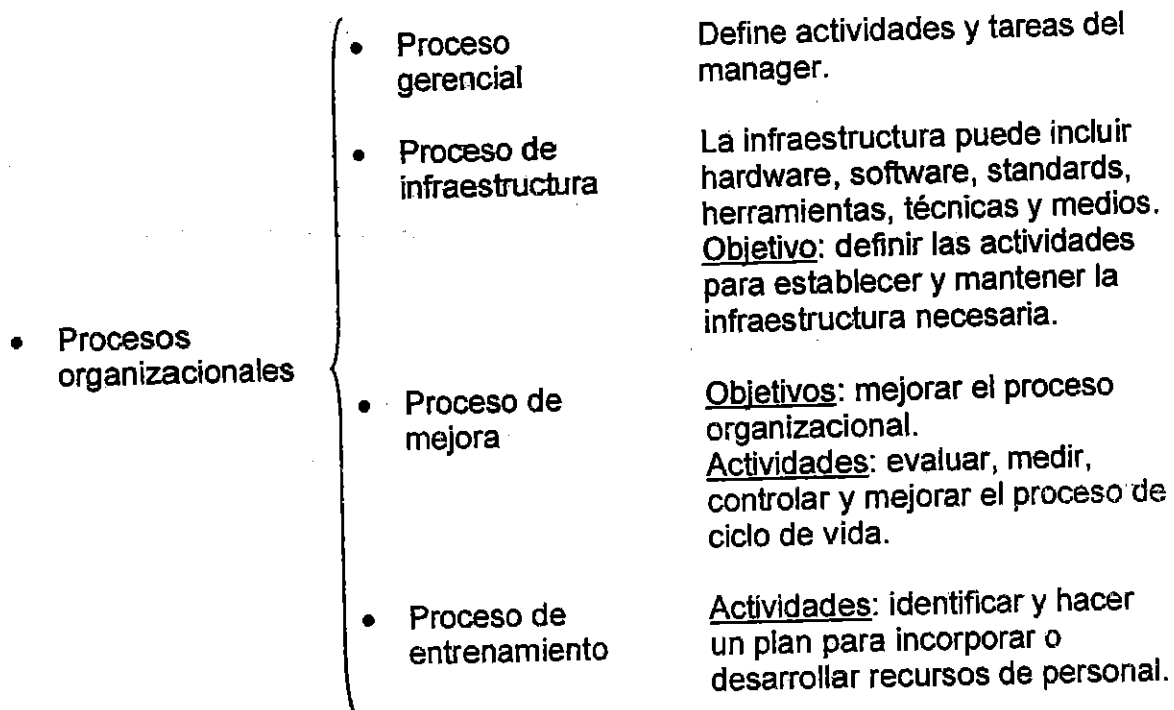 • Procesos
organizacionales
• Proceso
gerencial
Define actividades y tareas del
manager.
• Proceso de
infraestructura
La infraestructura puede incluir
hardware, software, standards,
herramientas, técnicas y medios.
Objetivo: definir las actividades
para establecer y mantener la
infraestructura necesaria.
• Proceso de
mejora
Objetivos: mejorar el proceso
organizacional.
Actividades: evaluar, medir,
controlar y mejorar el proceso de
ciclo de vida.
• Proceso de
entrenamiento
Actividades: identificar y hacer
un plan para incorporar o
desarrollar recursos de personal.